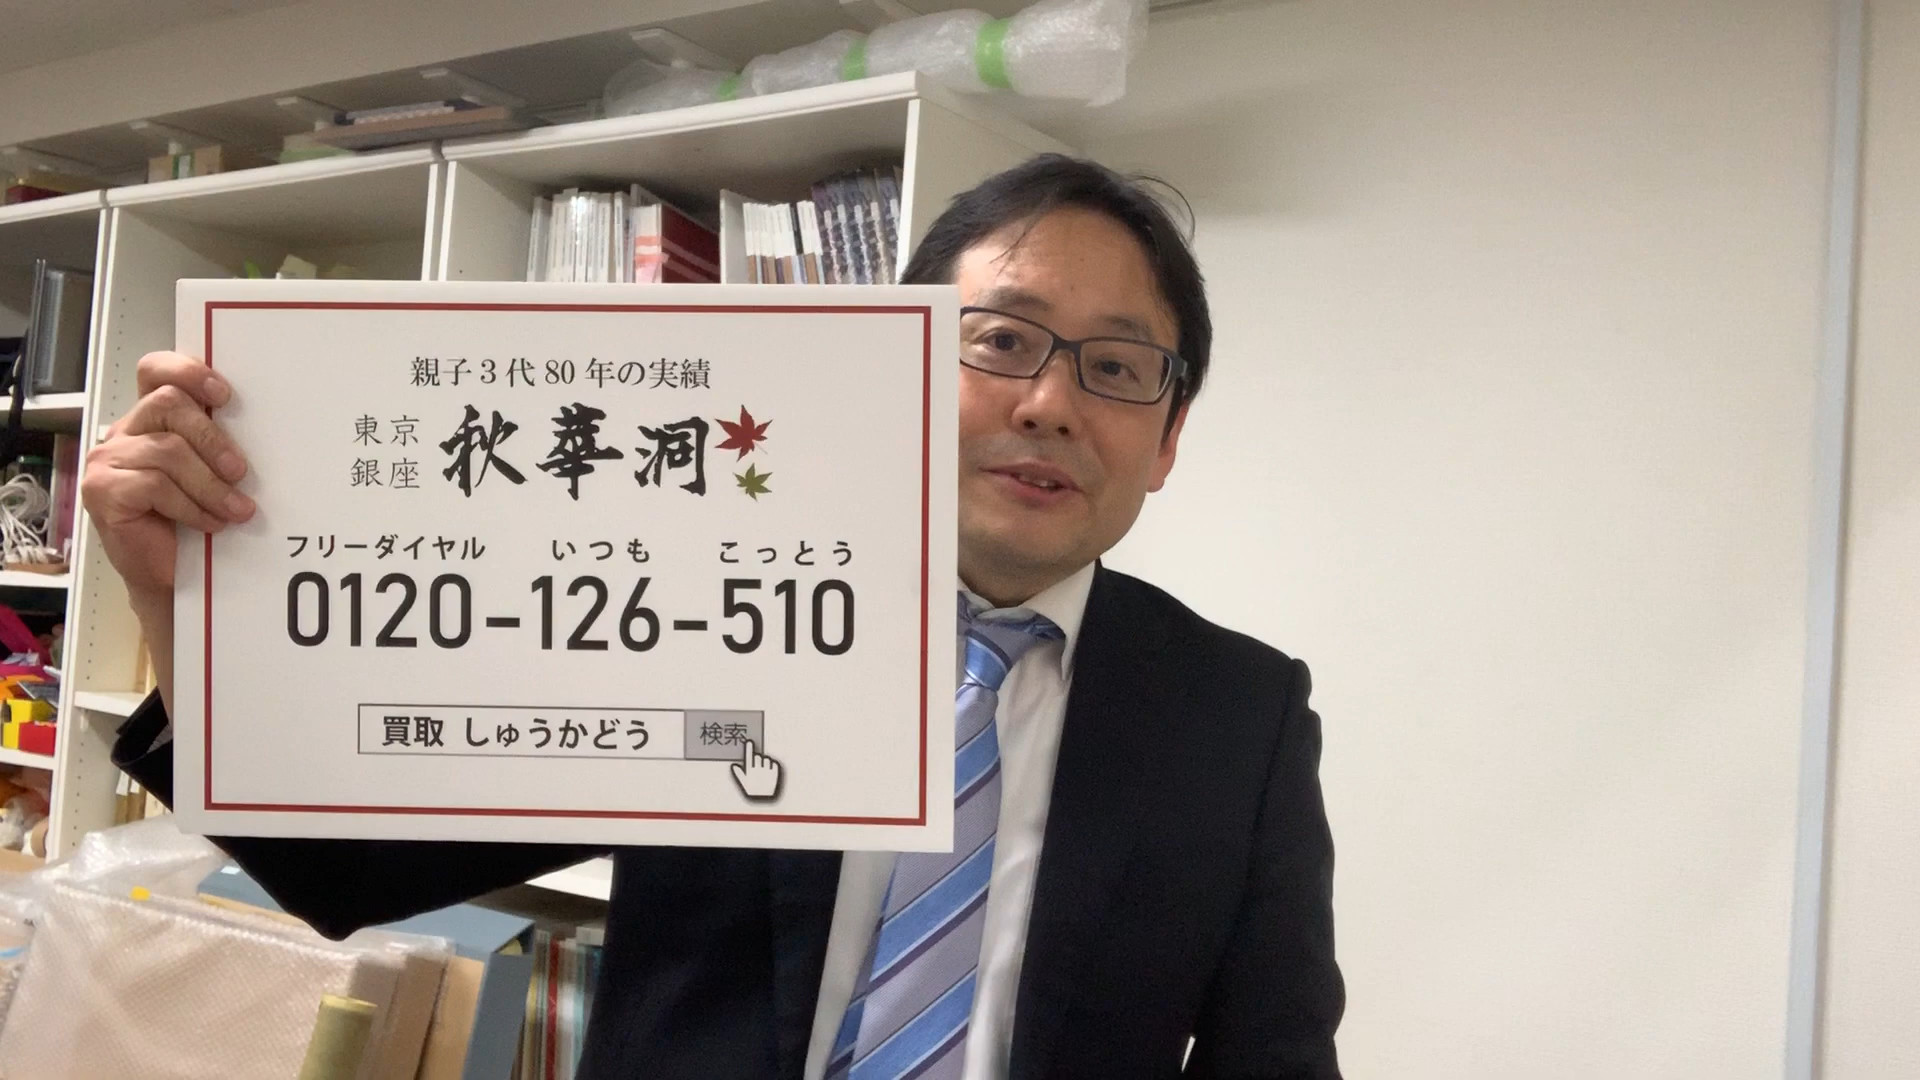 親子3代80年の実績
東京
銀座
秋華洞
フリーダイヤル いつも こっとう
0120-126-510
買取 しゅうかどう 検索